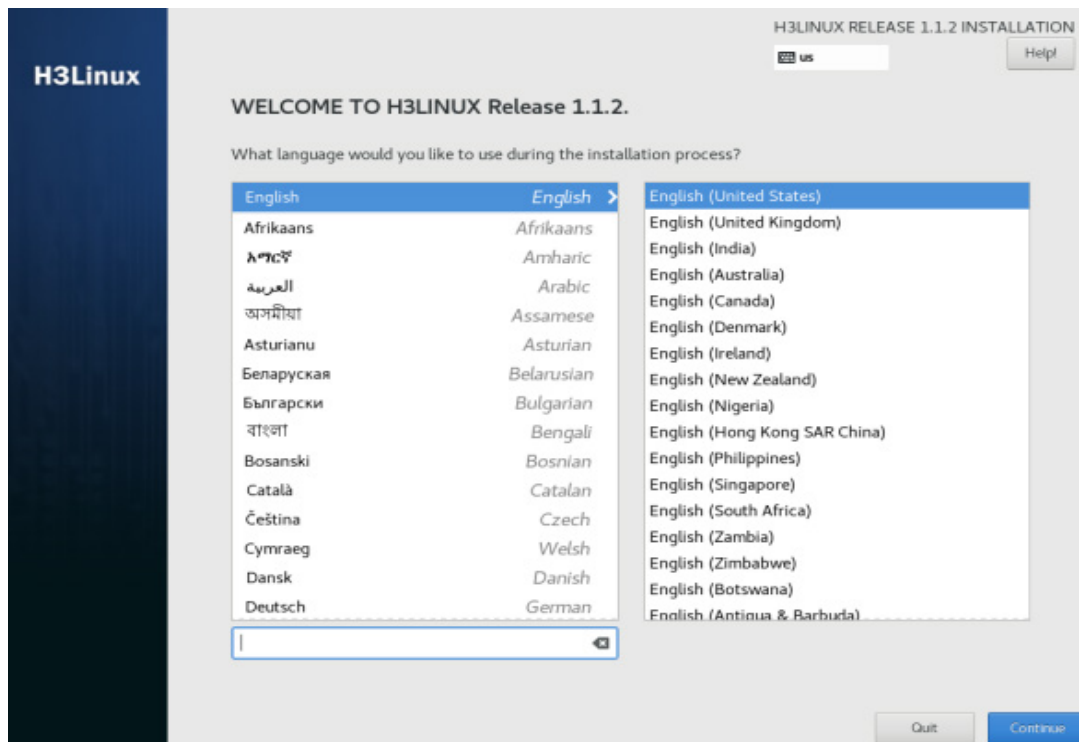 H3LINUX RELEASE 1.1.2 INSTALLATION
us
Help!
H3Linux
WELCOME TO H3LINUX Release 1.1.2.
What language would you like to use during the installation process?
English English
Afrikaans Afrikaans
አማርኛ Amharic
العربية Arabic
অসমীয়া Assamese
Asturianu Asturian
Беларуская Belarusian
Български Bulgarian
বাংলা Bengali
Bosanski Bosnian
Català Catalan
Čeština Czech
Cymraeg Welsh
Dansk Danish
Deutsch German
English (United States)
English (United Kingdom)
English (India)
English (Australia)
English (Canada)
English (Denmark)
English (Ireland)
English (New Zealand)
English (Nigeria)
English (Hong Kong SAR China)
English (Philippines)
English (Singapore)
English (South Africa)
English (Zambia)
English (Zimbabwe)
English (Botswana)
English (Antigua & Barbuda)
Quit
Continue